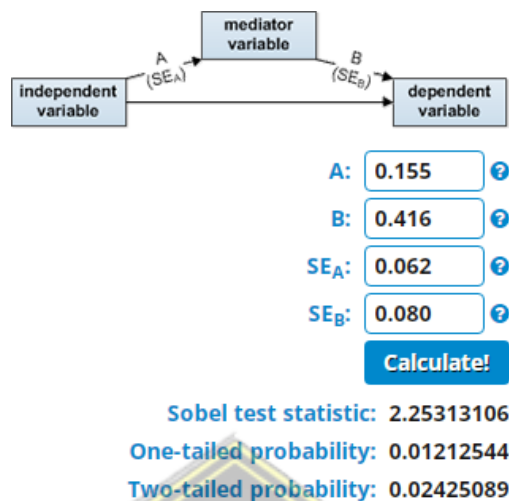 mediator
variable
A
(SEA)
B
(SEB)
independent
variable
dependent
variable
A: 0.155 ?
B: 0.416 ?
SEA: 0.062 ?
SEB: 0.080 ?
Calculate!
Sobel test statistic: 2.25313106
One-tailed probability: 0.01212544
Two-tailed probability: 0.02425089